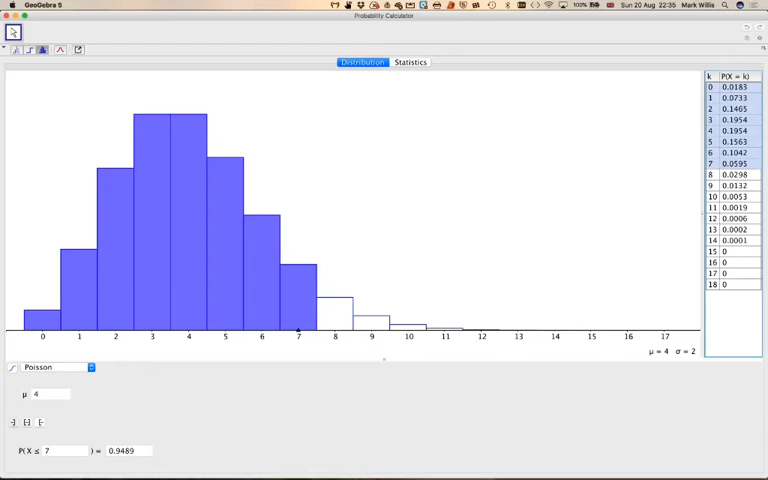 GeoGebra 5 100% Sun 20 Aug 22:35 Mark Willis
Probability Calculator
Distribution Statistics
k P(X = k)
0 0.0183
1 0.0733
2 0.1465
3 0.1954
4 0.1954
5 0.1563
6 0.1042
7 0.0595
8 0.0298
9 0.0132
10 0.0053
11 0.0019
12 0.0006
13 0.0002
14 0.0001
15 0
16 0
17 0
18 0
0 1 2 3 4 5 6 7 8 9 10 11 12 13 14 15 16 17
μ = 4 σ = 2
Poisson
μ 4
P(X ≤ 7 ) = 0.9489